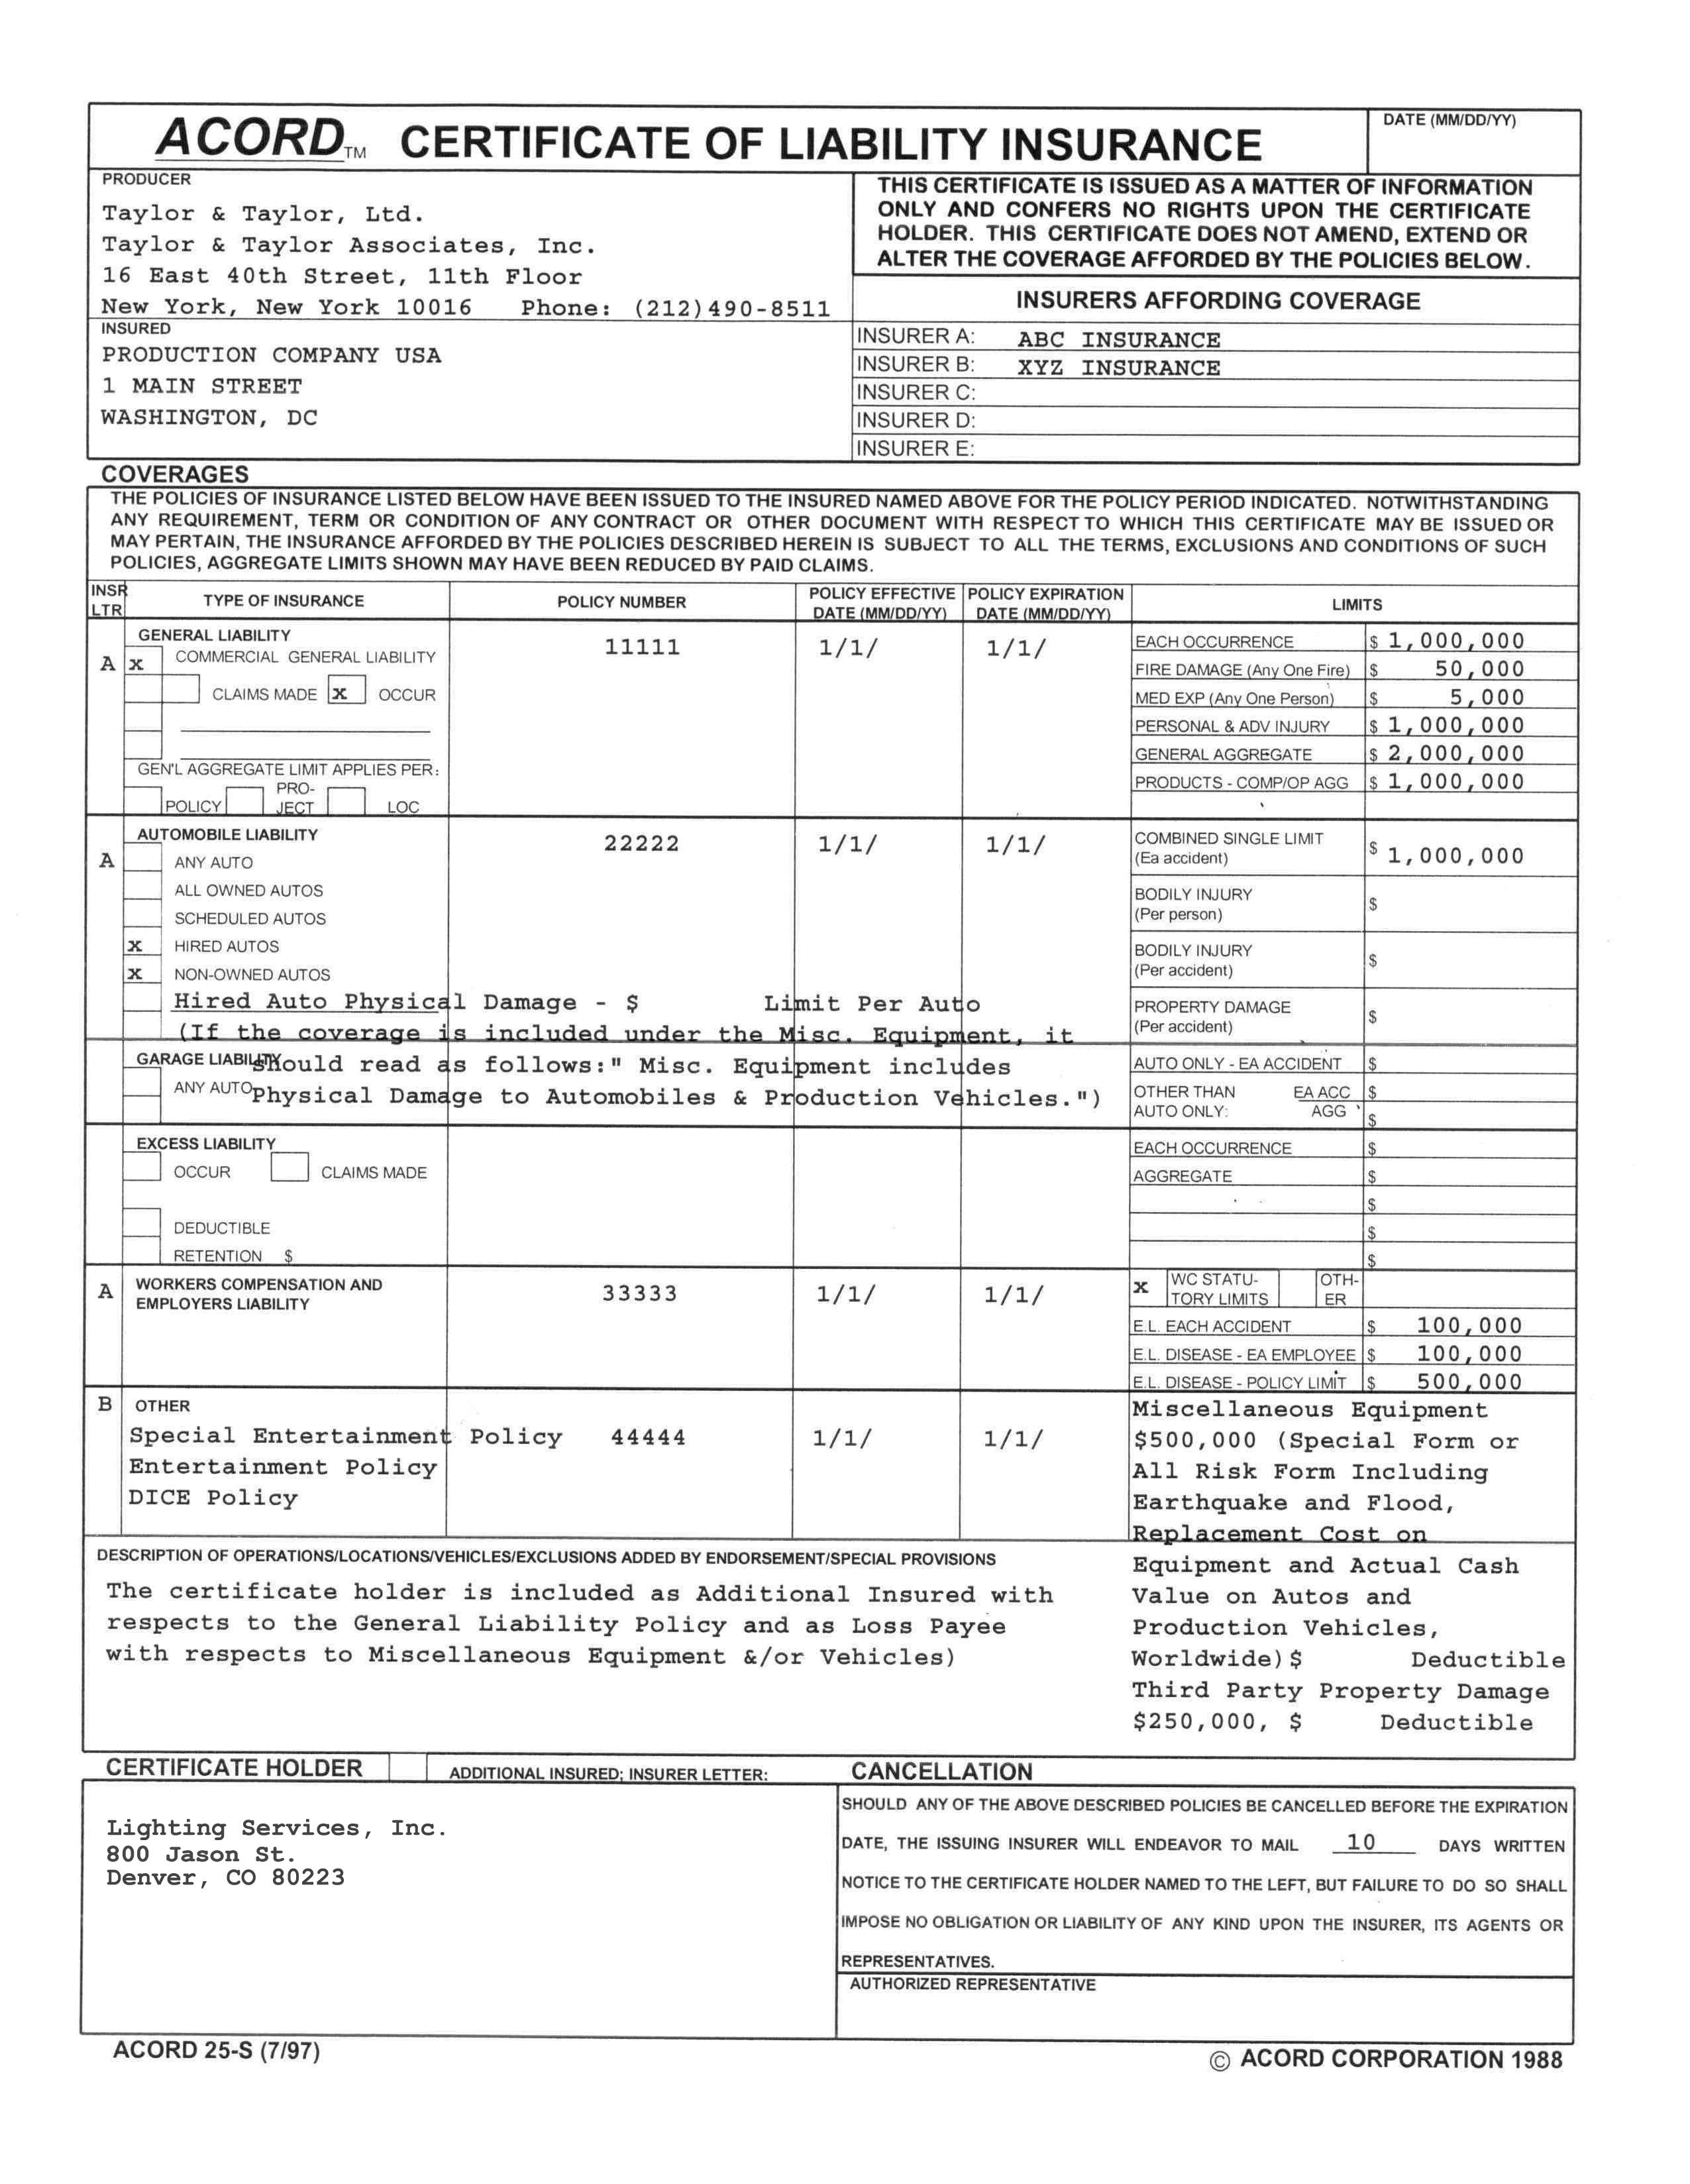 ACORD TM CERTIFICATE OF LIABILITY INSURANCE
DATE (MM/DD/YY)
PRODUCER
Taylor & Taylor, Ltd.
Taylor & Taylor Associates, Inc.
16 East 40th Street, 11th Floor
New York, New York 10016 Phone: (212)490-8511
THIS CERTIFICATE IS ISSUED AS A MATTER OF INFORMATION
ONLY AND CONFERS NO RIGHTS UPON THE CERTIFICATE
HOLDER. THIS CERTIFICATE DOES NOT AMEND, EXTEND OR
ALTER THE COVERAGE AFFORDED BY THE POLICIES BELOW.
INSURERS AFFORDING COVERAGE
INSURED
PRODUCTION COMPANY USA
1 MAIN STREET
WASHINGTON, DC
INSURER A: ABC INSURANCE
INSURER B: XYZ INSURANCE
INSURER C:
INSURER D:
INSURER E:
COVERAGES
THE POLICIES OF INSURANCE LISTED BELOW HAVE BEEN ISSUED TO THE INSURED NAMED ABOVE FOR THE POLICY PERIOD INDICATED. NOTWITHSTANDING
ANY REQUIREMENT, TERM OR CONDITION OF ANY CONTRACT OR OTHER DOCUMENT WITH RESPECT TO WHICH THIS CERTIFICATE MAY BE ISSUED OR
MAY PERTAIN, THE INSURANCE AFFORDED BY THE POLICIES DESCRIBED HEREIN IS SUBJECT TO ALL THE TERMS, EXCLUSIONS AND CONDITIONS OF SUCH
POLICIES, AGGREGATE LIMITS SHOWN MAY HAVE BEEN REDUCED BY PAID CLAIMS.
INSR LTR TYPE OF INSURANCE POLICY NUMBER POLICY EFFECTIVE DATE (MM/DD/YY) POLICY EXPIRATION DATE (MM/DD/YY) LIMITS
GENERAL LIABILITY 11111 1/1/ 1/1/ EACH OCCURRENCE $ 1,000,000
A x COMMERCIAL GENERAL LIABILITY FIRE DAMAGE (Any One Fire) $ 50,000
CLAIMS MADE x OCCUR MED EXP (Any One Person) $ 5,000
PERSONAL & ADV INJURY $ 1,000,000
GENERAL AGGREGATE $ 2,000,000
GEN'L AGGREGATE LIMIT APPLIES PER: PRODUCTS - COMP/OP AGG $ 1,000,000
POLICY PRO-JECT LOC
AUTOMOBILE LIABILITY 22222 1/1/ 1/1/ COMBINED SINGLE LIMIT
A ANY AUTO (Ea accident) $ 1,000,000
ALL OWNED AUTOS BODILY INJURY
SCHEDULED AUTOS (Per person) $
x HIRED AUTOS BODILY INJURY
x NON-OWNED AUTOS (Per accident) $
Hired Auto Physical Damage - $ Limit Per Auto PROPERTY DAMAGE
(If the coverage is included under the Misc. Equipment, it (Per accident) $
GARAGE LIABILITY should read as follows:" Misc. Equipment includes AUTO ONLY - EA ACCIDENT $
ANY AUTO Physical Damage to Automobiles & Production Vehicles.") OTHER THAN EA ACC $
AUTO ONLY: AGG $
EXCESS LIABILITY EACH OCCURRENCE $
OCCUR CLAIMS MADE AGGREGATE $
$
DEDUCTIBLE $
RETENTION $ $
A WORKERS COMPENSATION AND 33333 1/1/ 1/1/ x WC STATU- OTH-
EMPLOYERS LIABILITY TORY LIMITS ER
E.L. EACH ACCIDENT $ 100,000
E.L. DISEASE - EA EMPLOYEE $ 100,000
E.L. DISEASE - POLICY LIMIT $ 500,000
B OTHER Miscellaneous Equipment
Special Entertainment Policy 44444 1/1/ 1/1/ $500,000 (Special Form or
Entertainment Policy All Risk Form Including
DICE Policy Earthquake and Flood,
Replacement Cost on
DESCRIPTION OF OPERATIONS/LOCATIONS/VEHICLES/EXCLUSIONS ADDED BY ENDORSEMENT/SPECIAL PROVISIONS Equipment and Actual Cash
The certificate holder is included as Additional Insured with Value on Autos and
respects to the General Liability Policy and as Loss Payee Production Vehicles,
with respects to Miscellaneous Equipment &/or Vehicles) Worldwide)$ Deductible
Third Party Property Damage
$250,000, $ Deductible
CERTIFICATE HOLDER ADDITIONAL INSURED; INSURER LETTER: CANCELLATION
Lighting Services, Inc.
800 Jason St.
Denver, CO 80223
SHOULD ANY OF THE ABOVE DESCRIBED POLICIES BE CANCELLED BEFORE THE EXPIRATION
DATE, THE ISSUING INSURER WILL ENDEAVOR TO MAIL 10 DAYS WRITTEN
NOTICE TO THE CERTIFICATE HOLDER NAMED TO THE LEFT, BUT FAILURE TO DO SO SHALL
IMPOSE NO OBLIGATION OR LIABILITY OF ANY KIND UPON THE INSURER, ITS AGENTS OR
REPRESENTATIVES.
AUTHORIZED REPRESENTATIVE
ACORD 25-S (7/97)
© ACORD CORPORATION 1988